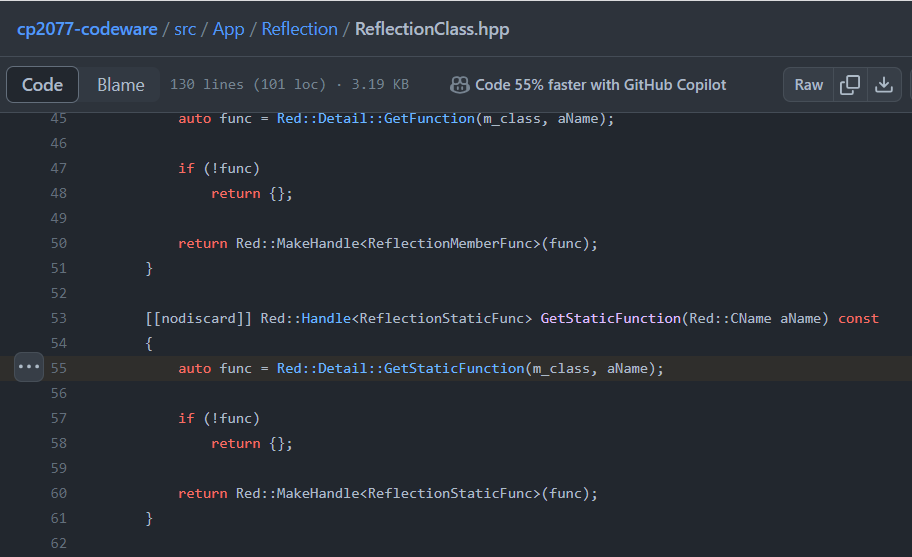 cp2077-codeware / src / App / Reflection / ReflectionClass.hpp
Code Blame 130 lines (101 loc) · 3.19 KB Code 55% faster with GitHub Copilot Raw
45 auto func = Red::Detail::GetFunction(m_class, aName);
46
47 if (!func)
48 return {};
49
50 return Red::MakeHandle<ReflectionMemberFunc>(func);
51 }
52
53 [[nodiscard]] Red::Handle<ReflectionStaticFunc> GetStaticFunction(Red::CName aName) const
54 {
55 auto func = Red::Detail::GetStaticFunction(m_class, aName);
56
57 if (!func)
58 return {};
59
60 return Red::MakeHandle<ReflectionStaticFunc>(func);
61 }
62